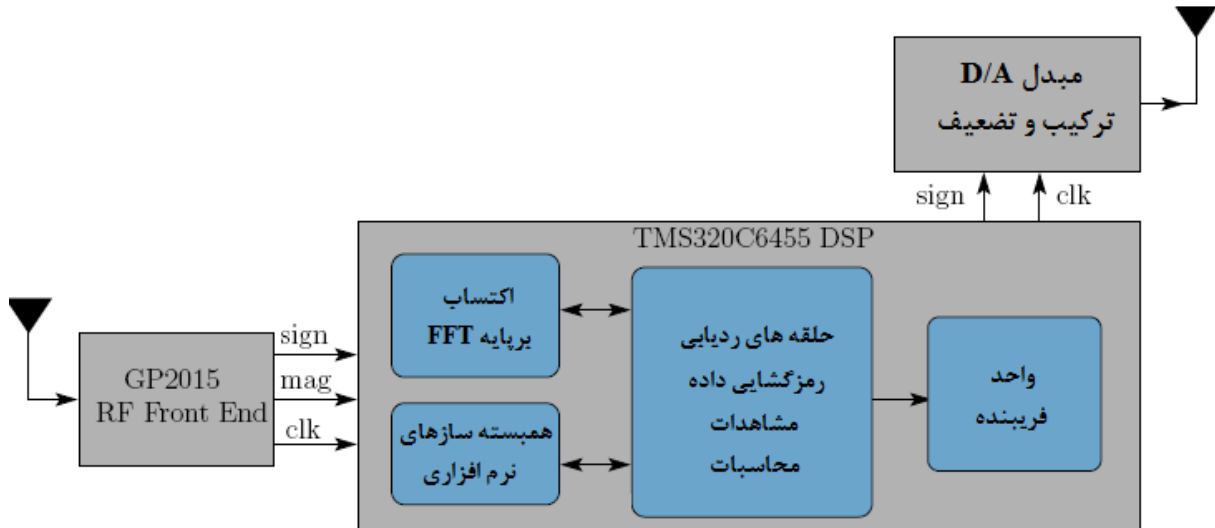 مبدل D/A
ترکیب و تضعیف
sign
clk
TMS320C6455 DSP
اکتساب
برپایه FFT
حلقه های ردیابی
رمزگشایی داده
مشاهدات
محاسبات
واحد
فریبنده
همبسته سازهای
نرم افزاری
sign
mag
clk
GP2015
RF Front End